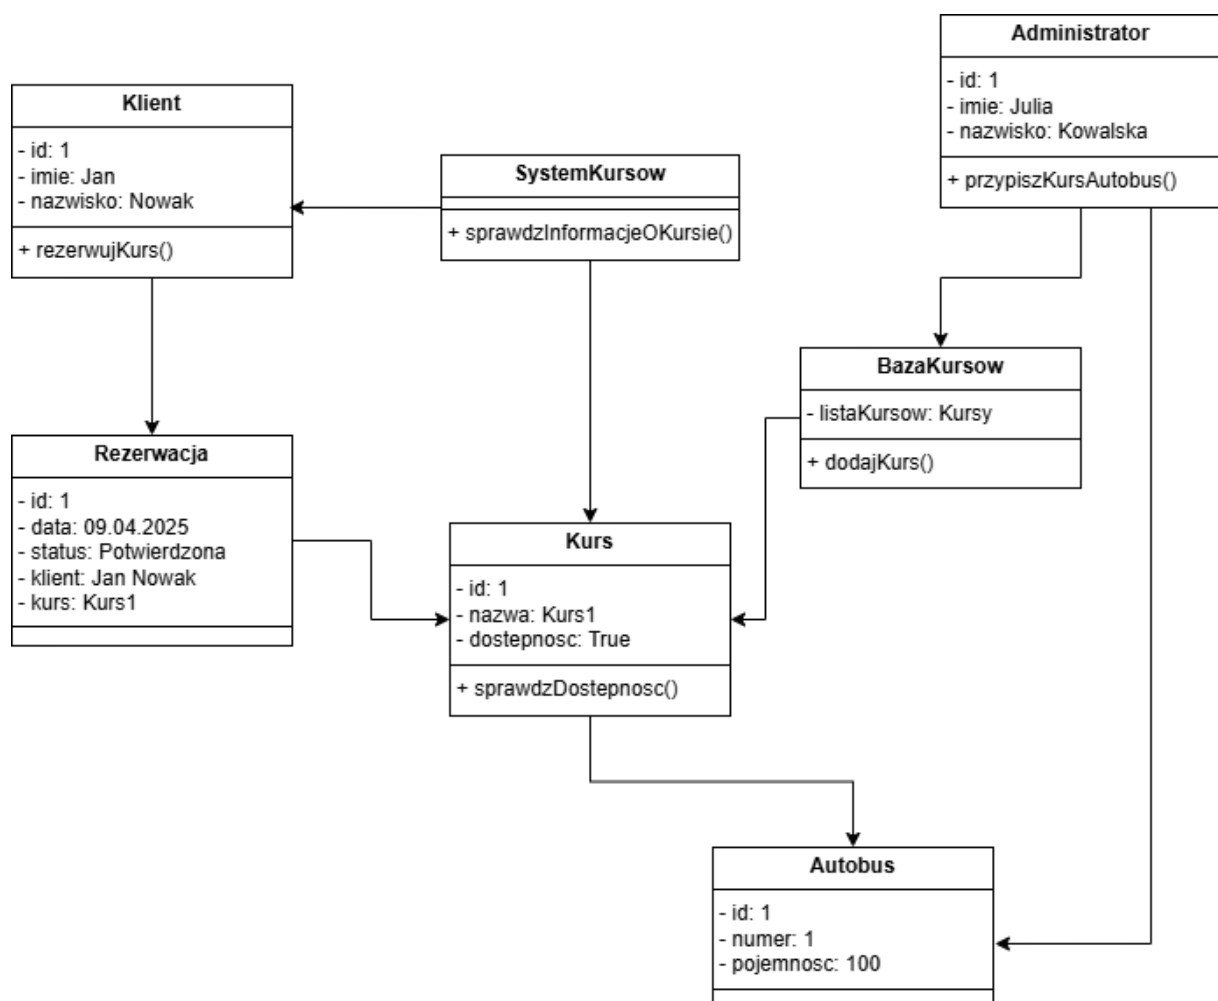 Administrator
- id: 1
- imie: Julia
- nazwisko: Kowalska
+ przypiszKursAutobus()
Klient
- id: 1
- imie: Jan
- nazwisko: Nowak
+ rezerwujKurs()
SystemKursow
+ sprawdzInformacjeOKursie()
BazaKursow
- listaKursow: Kursy
+ dodajKurs()
Rezerwacja
- id: 1
- data: 09.04.2025
- status: Potwierdzona
- klient: Jan Nowak
- kurs: Kurs1
Kurs
- id: 1
- nazwa: Kurs1
- dostepnosc: True
+ sprawdzDostepnosc()
Autobus
- id: 1
- numer: 1
- pojemnosc: 100